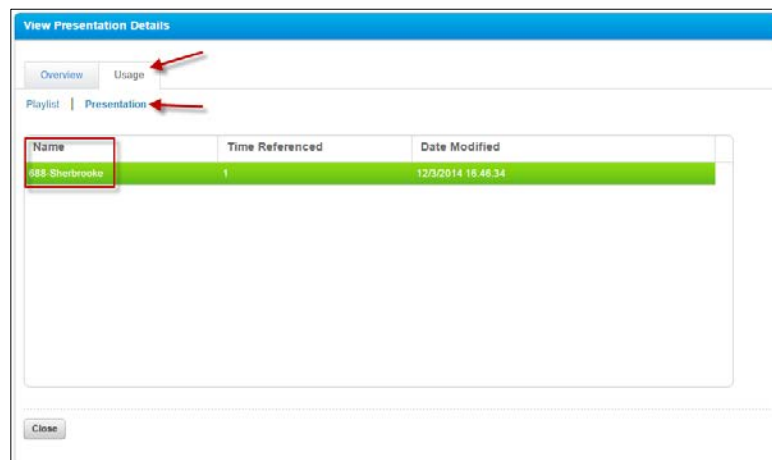 View Presentation Details
Overview Usage
Playlist | Presentation
Name Time Referenced Date Modified
688-Sherbrooke 1 12/3/2014 16.46.34
Close